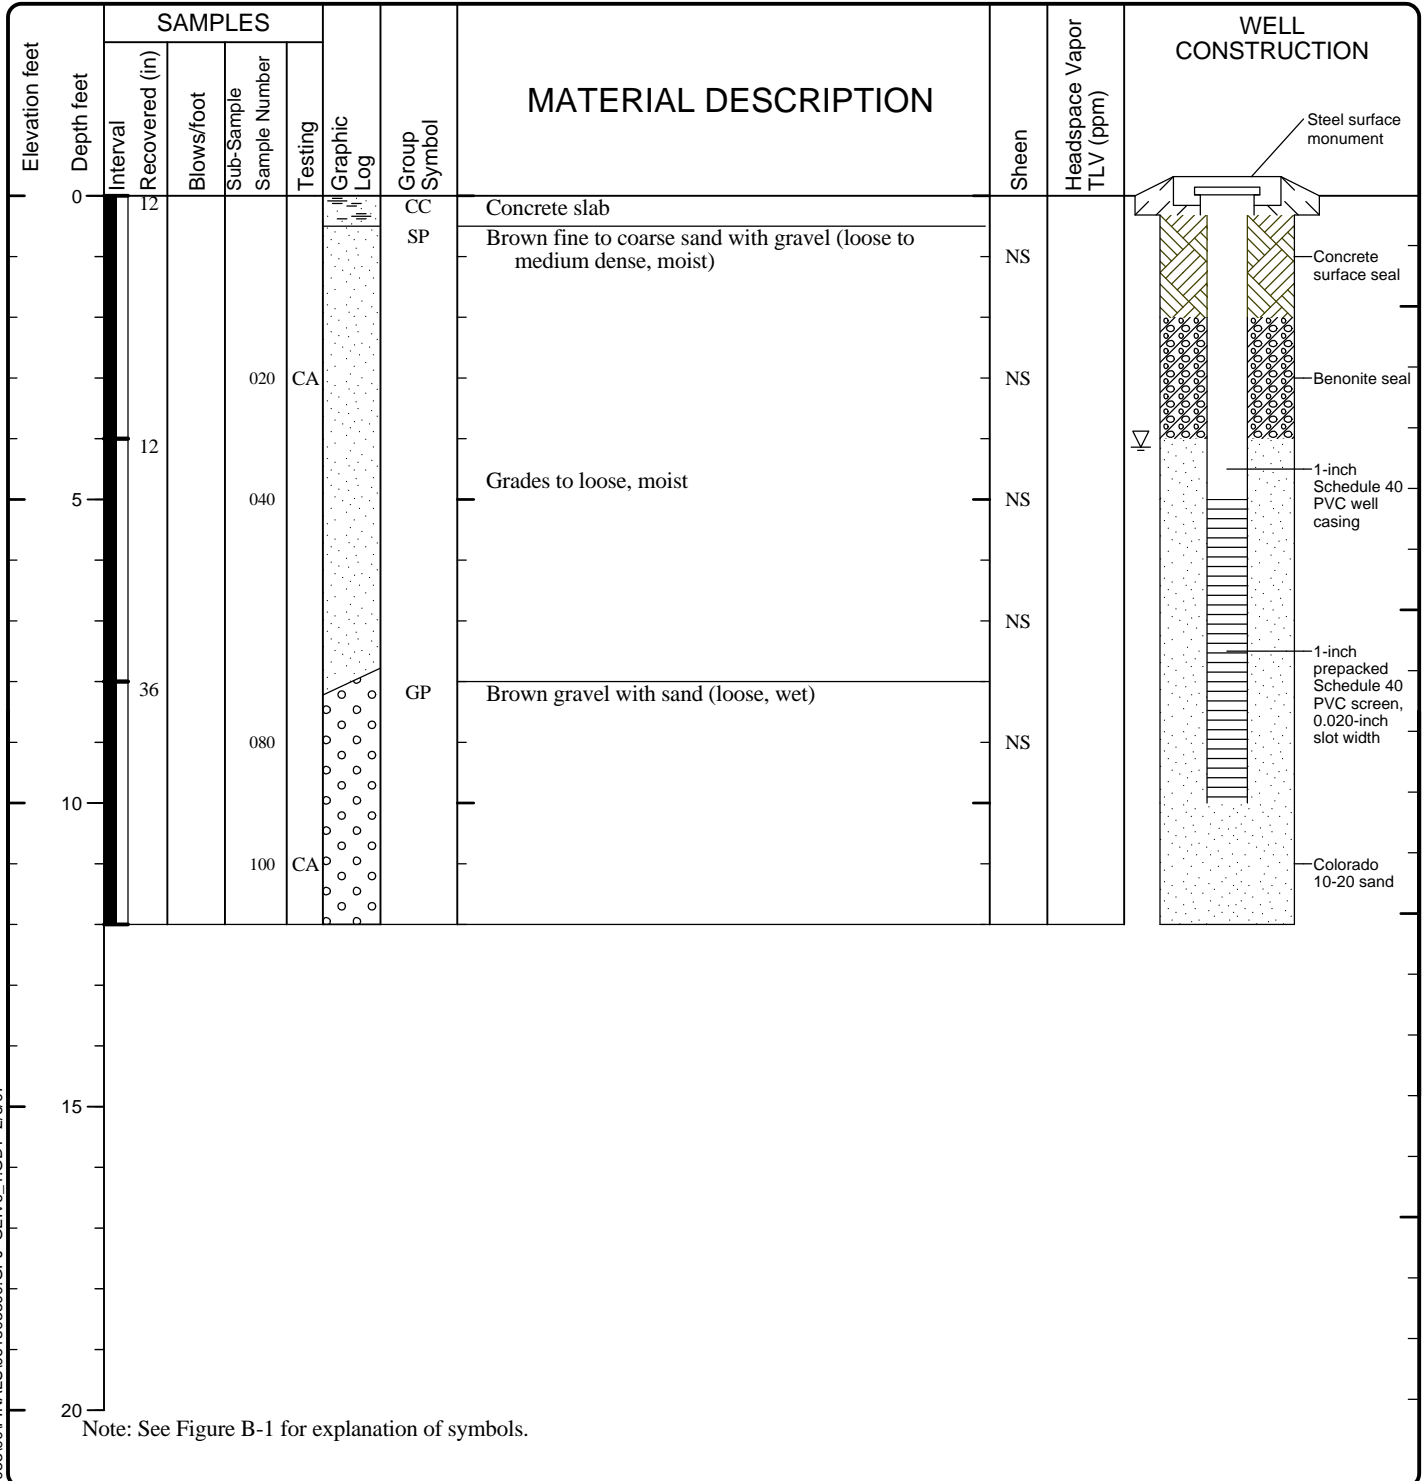 SAMPLES
Elevation feet
Depth feet
Interval
Recovered (in)
Blows/foot
Sub-Sample
Sample Number
Testing
Graphic
Log
Group
Symbol
MATERIAL DESCRIPTION
Sheen
Headspace Vapor
TLV (ppm)
WELL
CONSTRUCTION
Steel surface
monument
0
12
CC
Concrete slab
SP
Brown fine to coarse sand with gravel (loose to
medium dense, moist)
NS
Concrete
surface seal
020
CA
NS
Benonite seal
12
Grades to loose, moist
1-inch
Schedule 40
PVC well
casing
5
040
NS
NS
1-inch
prepacked
Schedule 40
PVC screen,
0.020-inch
slot width
36
GP
Brown gravel with sand (loose, wet)
080
NS
10
100
CA
Colorado
10-20 sand
15
20
Note: See Figure B-1 for explanation of symbols.